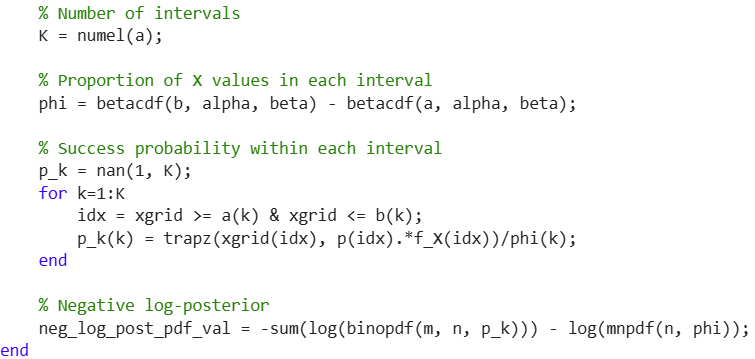 % Number of intervals
K = numel(a);
% Proportion of X values in each interval
phi = betacdf(b, alpha, beta) - betacdf(a, alpha, beta);
% Success probability within each interval
p_k = nan(1, K);
for k=1:K
idx = xgrid >= a(k) & xgrid <= b(k);
p_k(k) = trapz(xgrid(idx), p(idx).*f_X(idx))/phi(k);
end
% Negative log-posterior
neg_log_post_pdf_val = -sum(log(binopdf(m, n, p_k))) - log(mnpdf(n, phi));
end